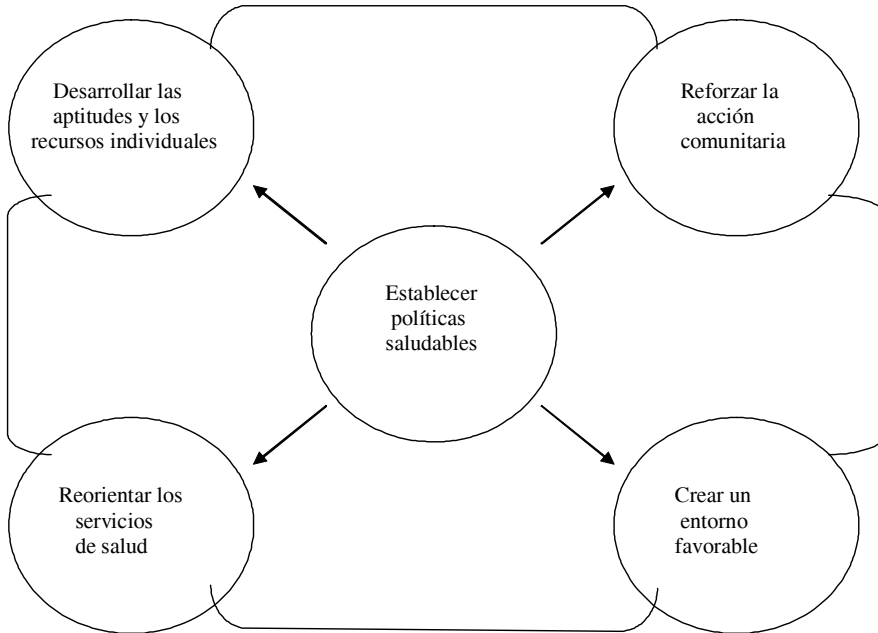 Desarrollar las
aptitudes y los
recursos individuales
Reforzar la
acción
comunitaria
Establecer
políticas
saludables
Reorientar los
servicios
de salud
Crear un
entorno
favorable